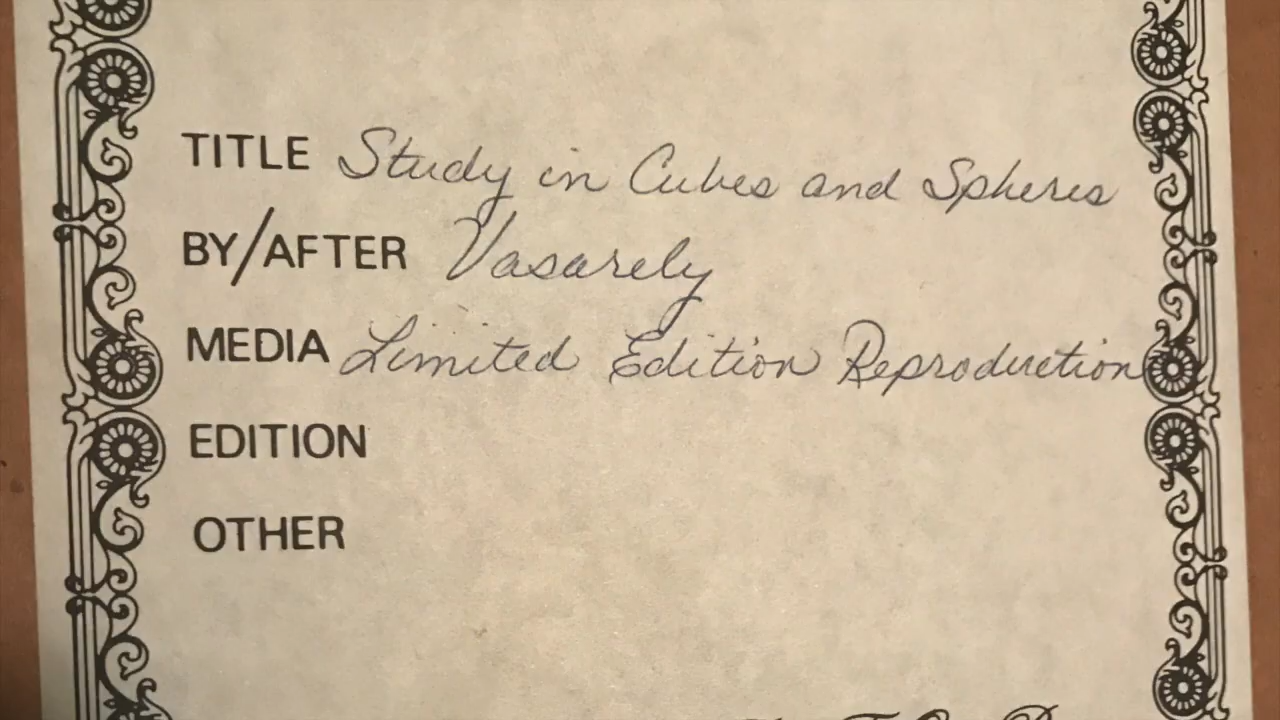 TITLE Study in Cubes and Spheres
BY/AFTER Vasarely
MEDIA Limited Edition Reproduction
EDITION
OTHER